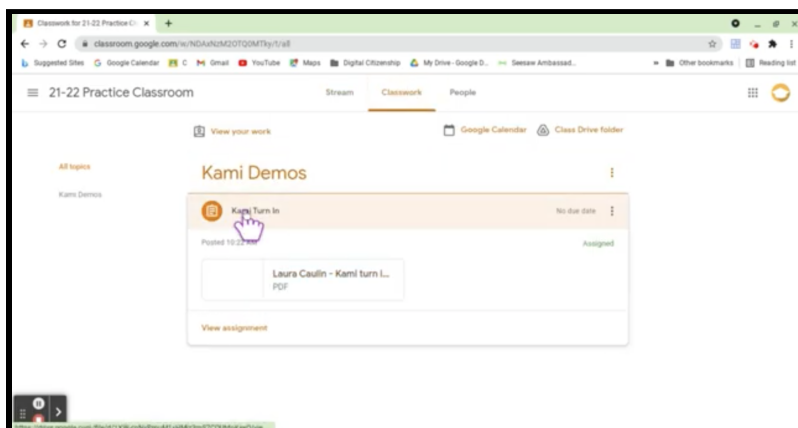 Classwork for 21-22 Practice Cl
classroom.google.com/w/NDAxNzM2OTQ0MTky/t/all
Suggested Sites Google Calendar C Gmail YouTube Maps Digital Citizenship My Drive - Google D... Seesaw Ambassad... Other bookmarks Reading list
21-22 Practice Classroom Stream Classwork People
View your work Google Calendar Class Drive folder
All topics
Kami Demos
Kami Demos
Kami Turn In No due date
Posted 10:22 AM Assigned
Laura Caulin - Kami turn i...
PDF
View assignment